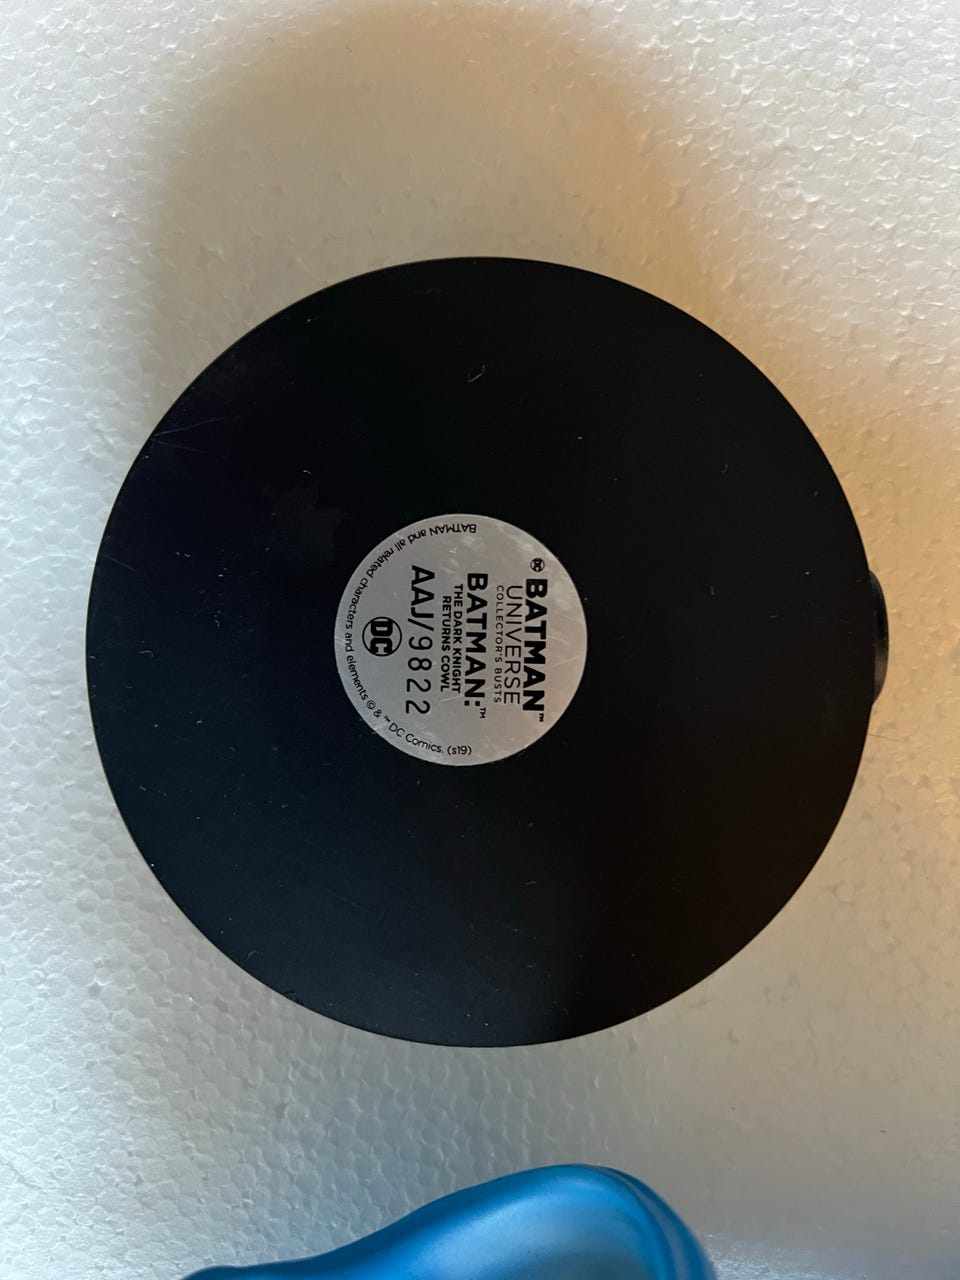 DC
BATMAN™
UNIVERSE
COLLECTOR'S BUSTS
BATMAN:™
THE DARK KNIGHT
RETURNS COWL
AAJ/9822
DC
BATMAN and all related characters and elements © & ™ DC Comics. (s19)